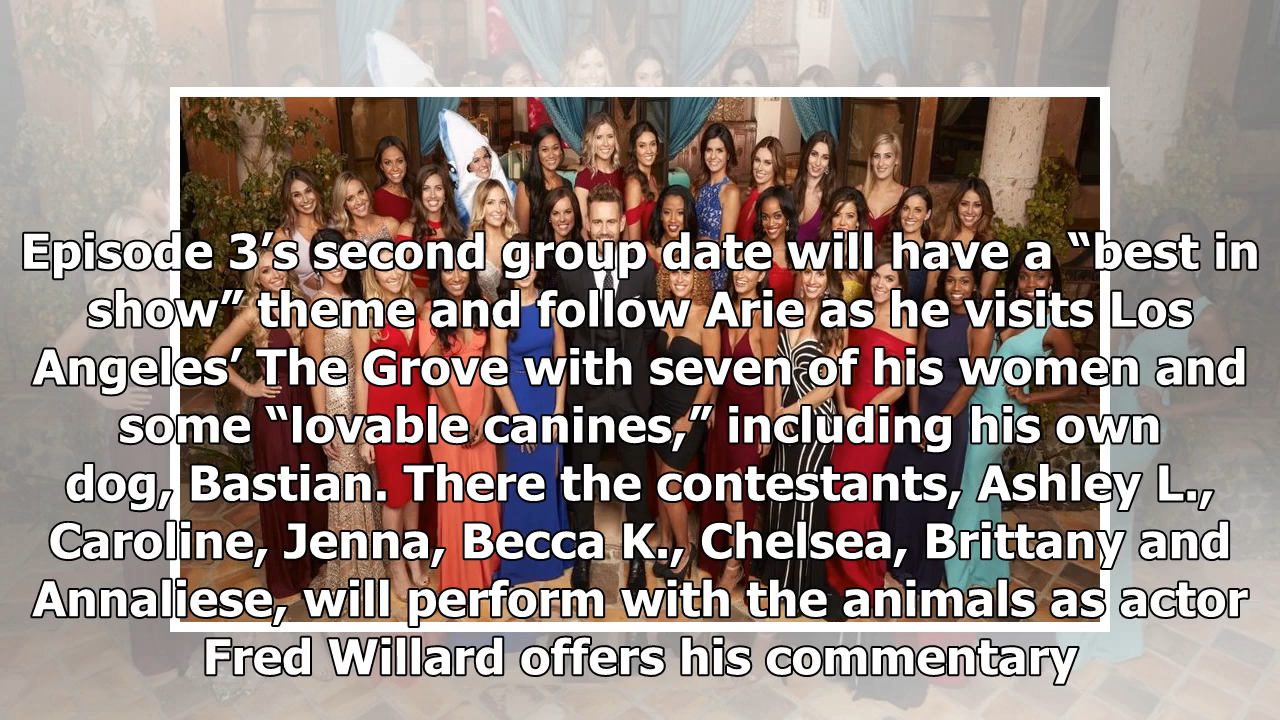 Episode 3’s second group date will have a “best in
show” theme and follow Arie as he visits Los
Angeles’ The Grove with seven of his women and
some “lovable canines,” including his own
dog, Bastian. There the contestants, Ashley L.,
Caroline, Jenna, Becca K., Chelsea, Brittany and
Annaliese, will perform with the animals as actor
Fred Willard offers his commentary